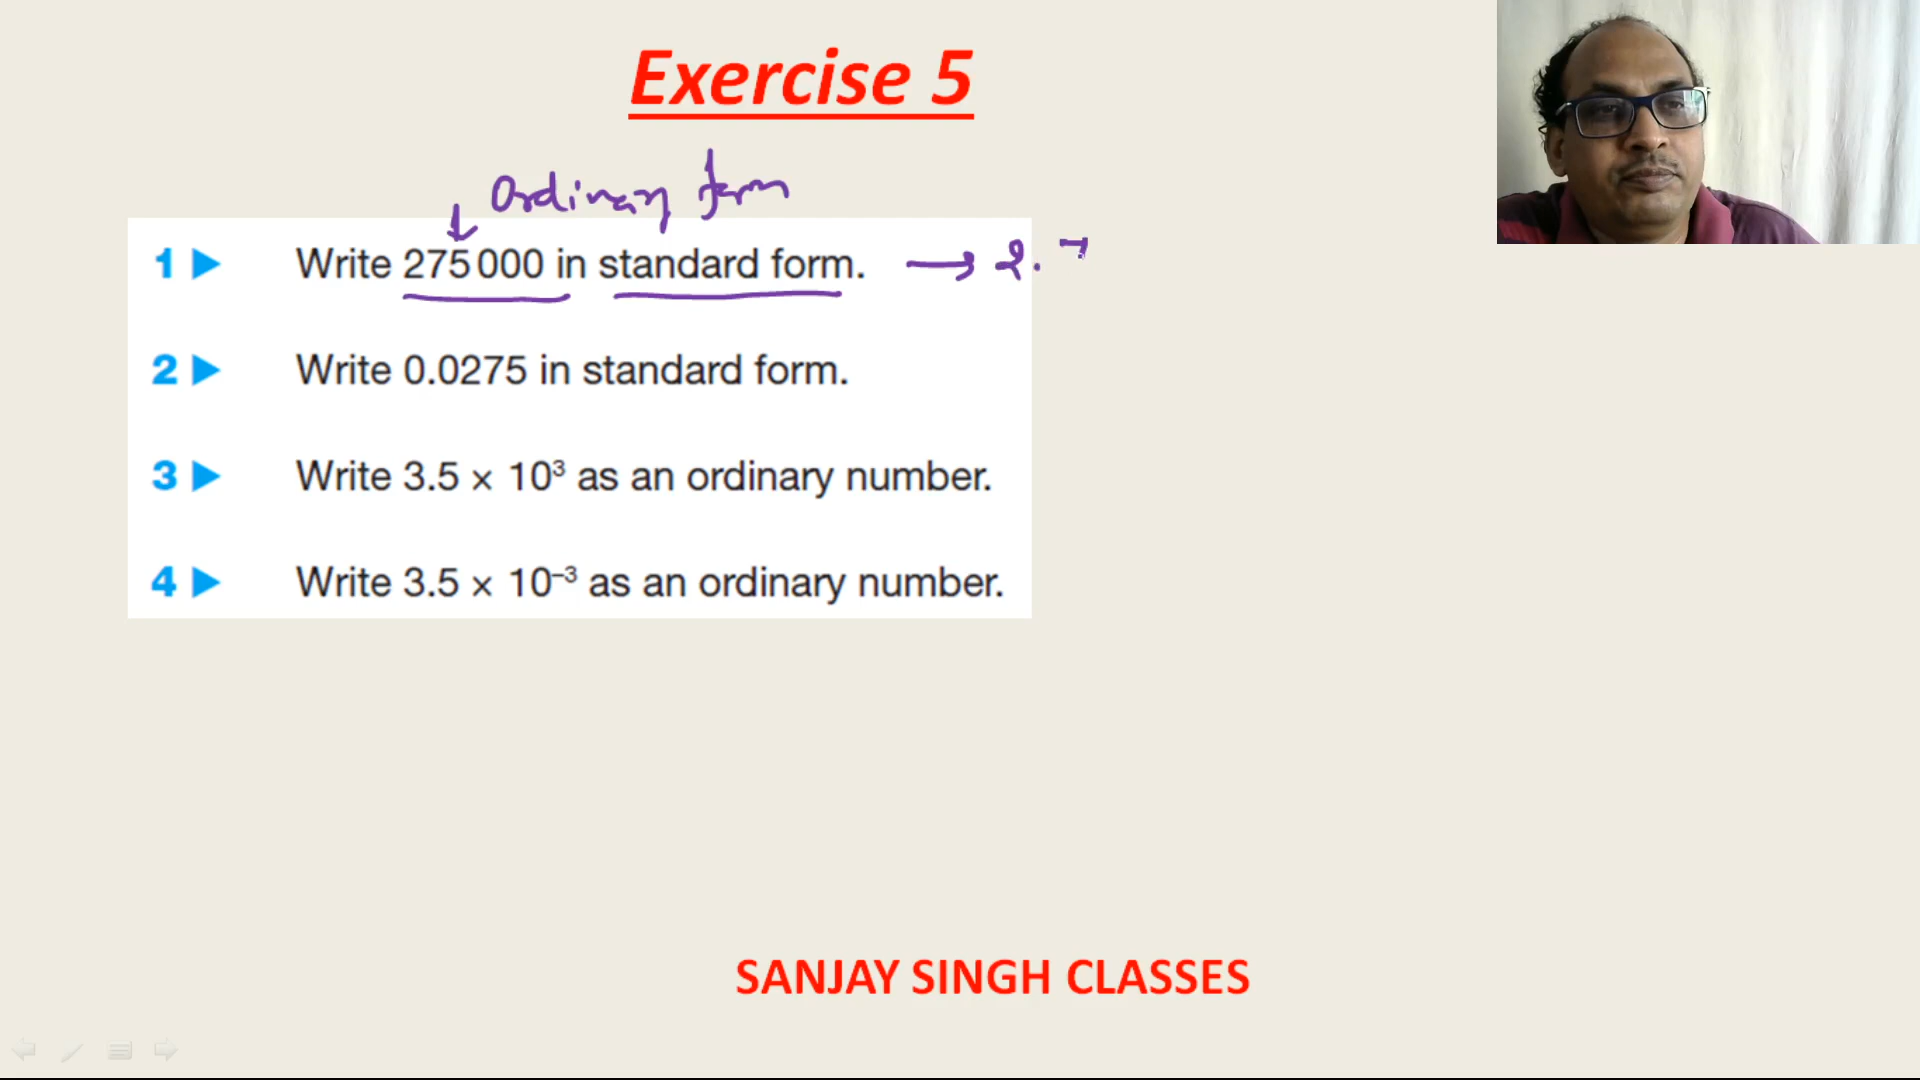 Exercise 5
Ordinary form
1 ▶ Write 275 000 in standard form. → 2.7
2 ▶ Write 0.0275 in standard form.
3 ▶ Write 3.5 × 10³ as an ordinary number.
4 ▶ Write 3.5 × 10⁻³ as an ordinary number.
SANJAY SINGH CLASSES